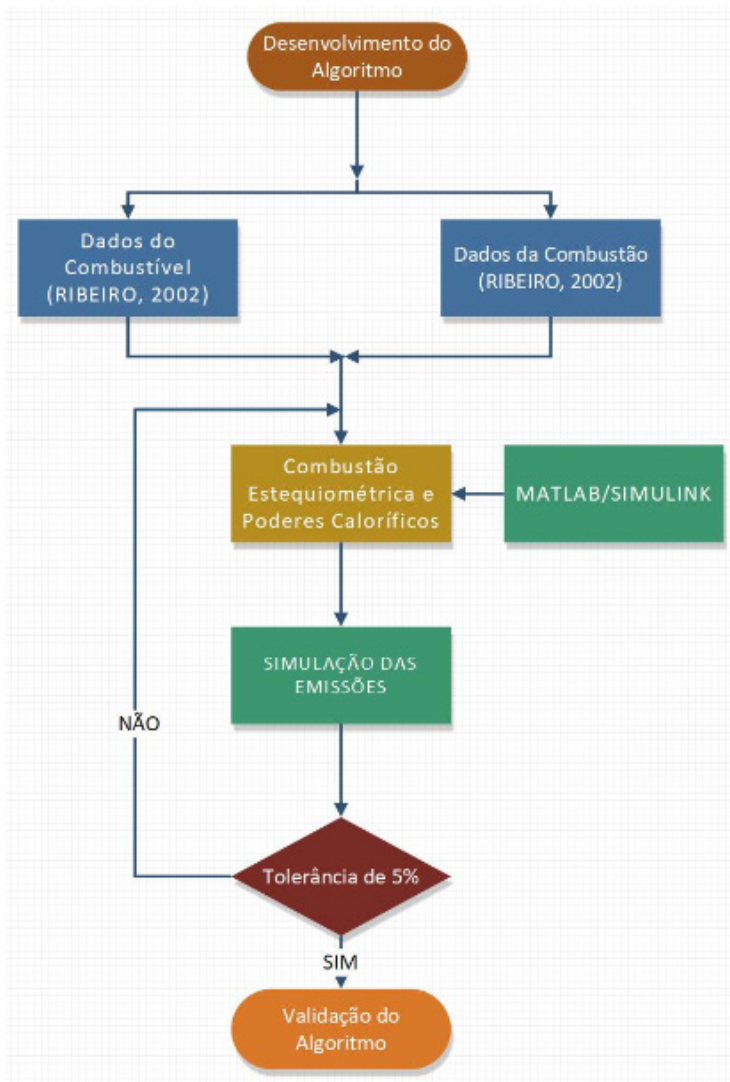 Desenvolvimento do
Algoritmo
Dados do
Combustível
(RIBEIRO, 2002)
Dados da Combustão
(RIBEIRO, 2002)
Combustão
Estequiométrica e
Poderes Caloríficos
MATLAB/SIMULINK
SIMULAÇÃO DAS
EMISSÕES
NÃO
Tolerância de 5%
SIM
Validação do
Algoritmo